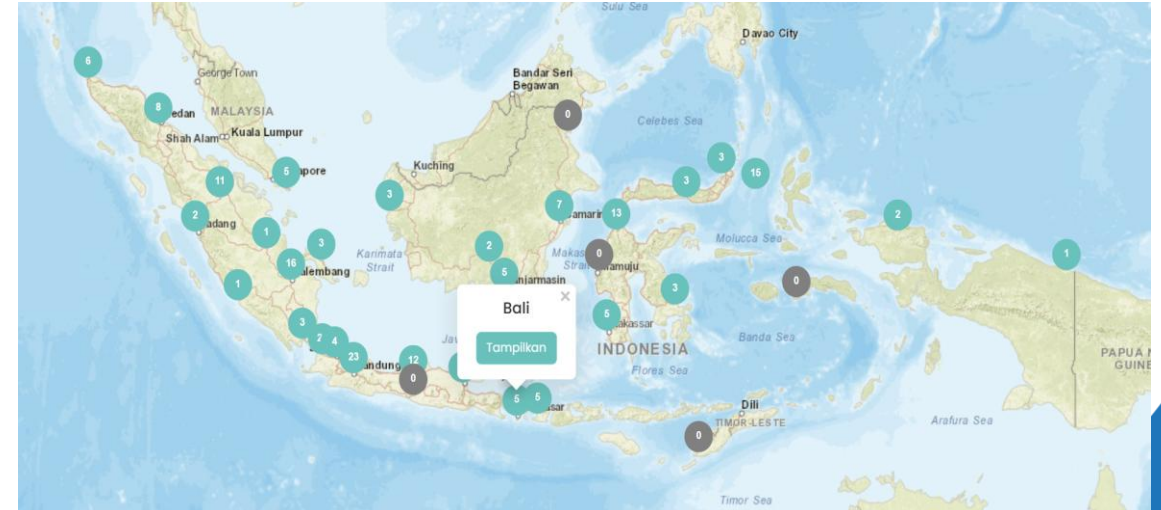 Sulu Sea
Davao City
6
George Town
Bandar Seri
Begawan
8
edan
MALAYSIA
0
Celebes Sea
Shah Alam
Kuala Lumpur
3
5
pore
Kuching
3
15
11
3
7
2
adang
amarin
13
2
1
3
2
Molucca Sea
1
Karimata
Strait
Makas
0
16
alembang
5
Strai
amuju
0
1
njarmasin
3
Bali
×
Tampilkan
3
5
akassar
4
Banda Sea
INDONESIA
PAPUA N
GUINE
23
ndung
12
Flores Sea
0
5
5
sar
Dili
TIMOR-LESTE
Arafura Sea
0
Timor Sea